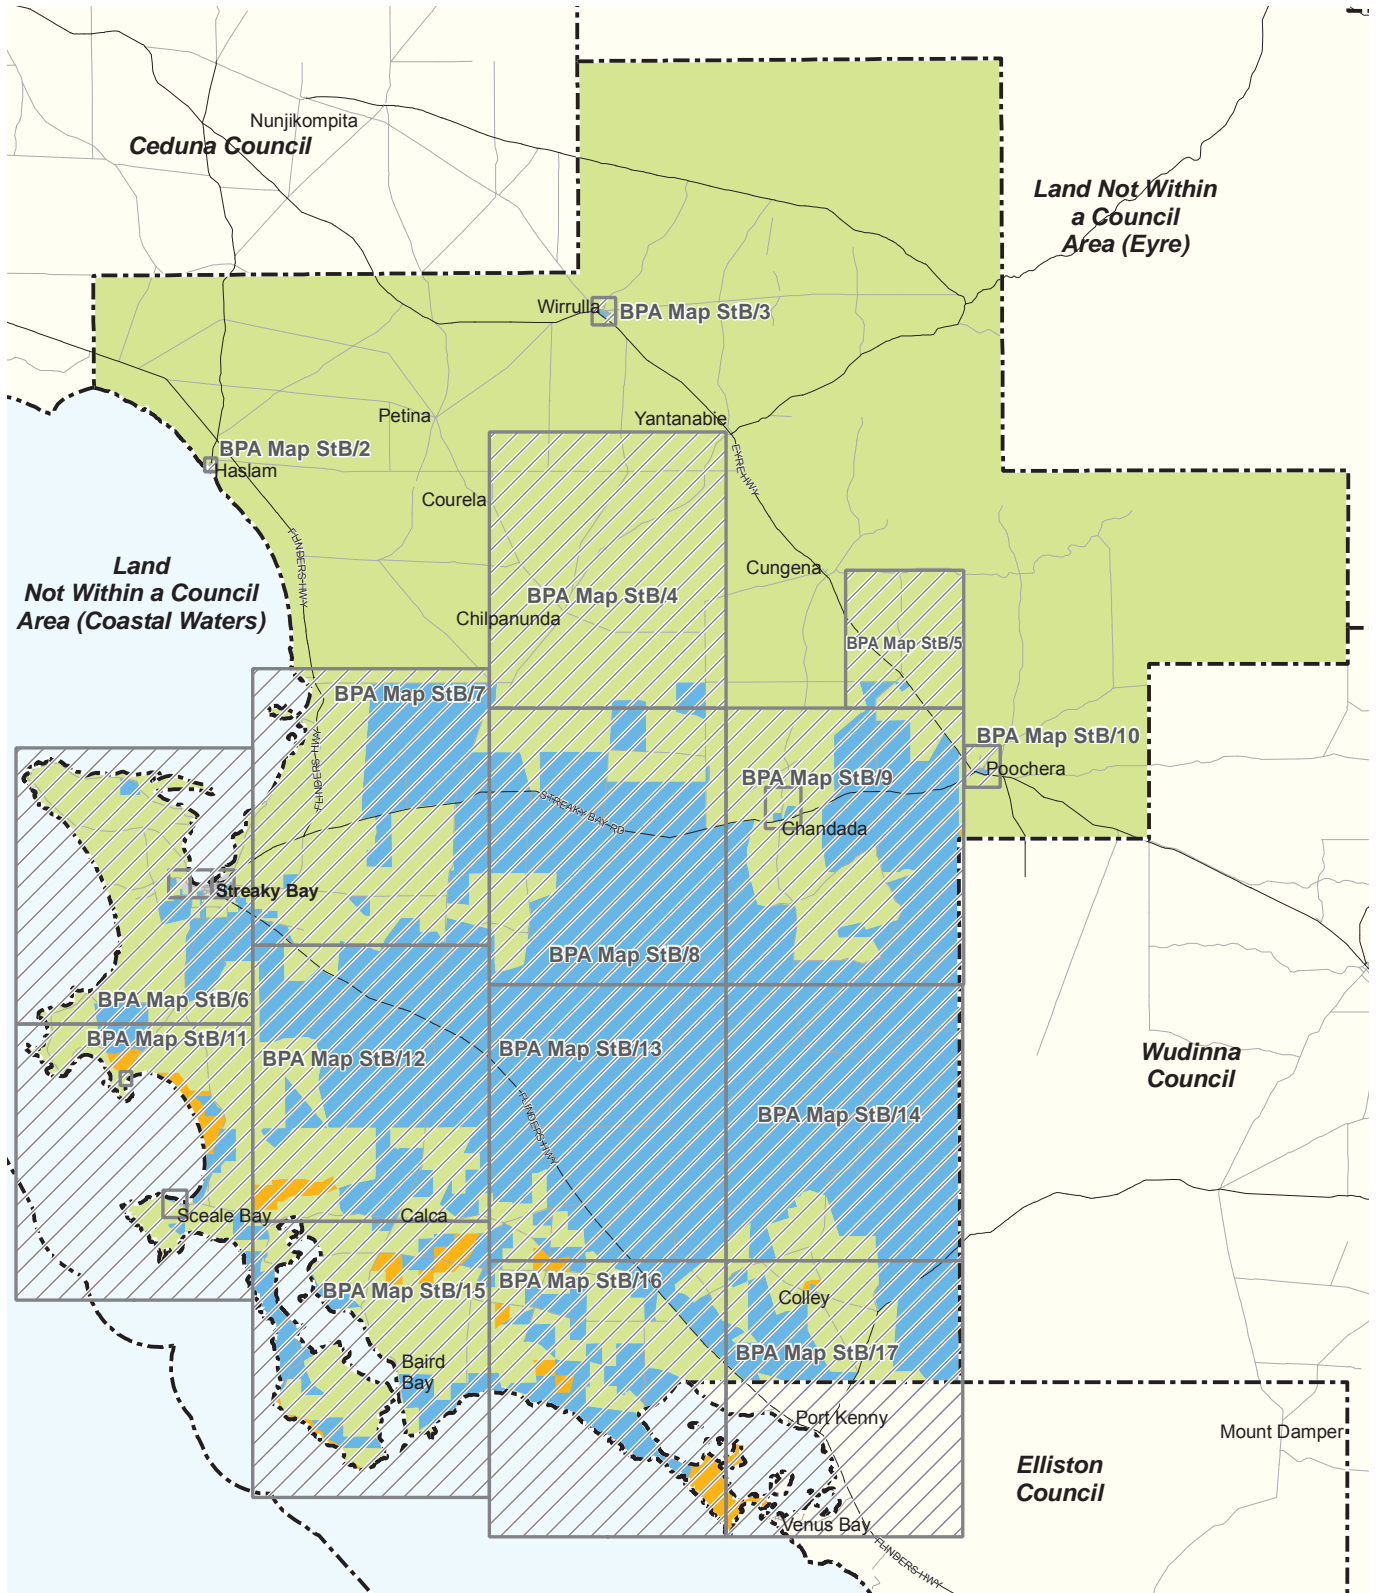 Nunjikompita
Ceduna Council
Land Not Within
a Council
Area (Eyre)
Wirrulla
BPA Map StB/3
Petina
Yantanabie
BPA Map StB/2
Haslam
EYRE HWY
Courela
FLINDERS HWY
Land
Not Within a Council
Area (Coastal Waters)
Cungena
BPA Map StB/4
Chilpanunda
BPA Map StB/5
BPA Map StB/7
FLINDERS HWY
BPA Map StB/10
Poochera
BPA Map StB/9
STREAKY BAY RD
Chandada
Streaky Bay
BPA Map StB/8
BPA Map StB/6
BPA Map StB/11
BPA Map StB/12
BPA Map StB/13
Wudinna
Council
BPA Map StB/14
FLINDERS HWY
Sceale Bay
Calca
BPA Map StB/15
BPA Map StB/16
Colley
BPA Map StB/17
Baird
Bay
Port Kenny
Mount Damper
Elliston
Council
Venus Bay
FLINDERS HWY